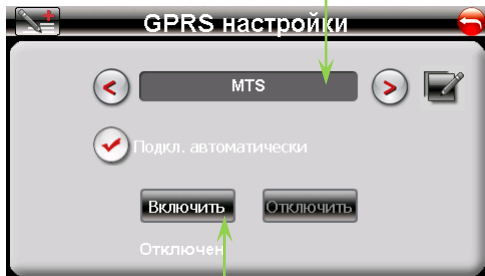 GPRS настройки
MTS
Подкл. автоматически
Включить Отключить
Отключен